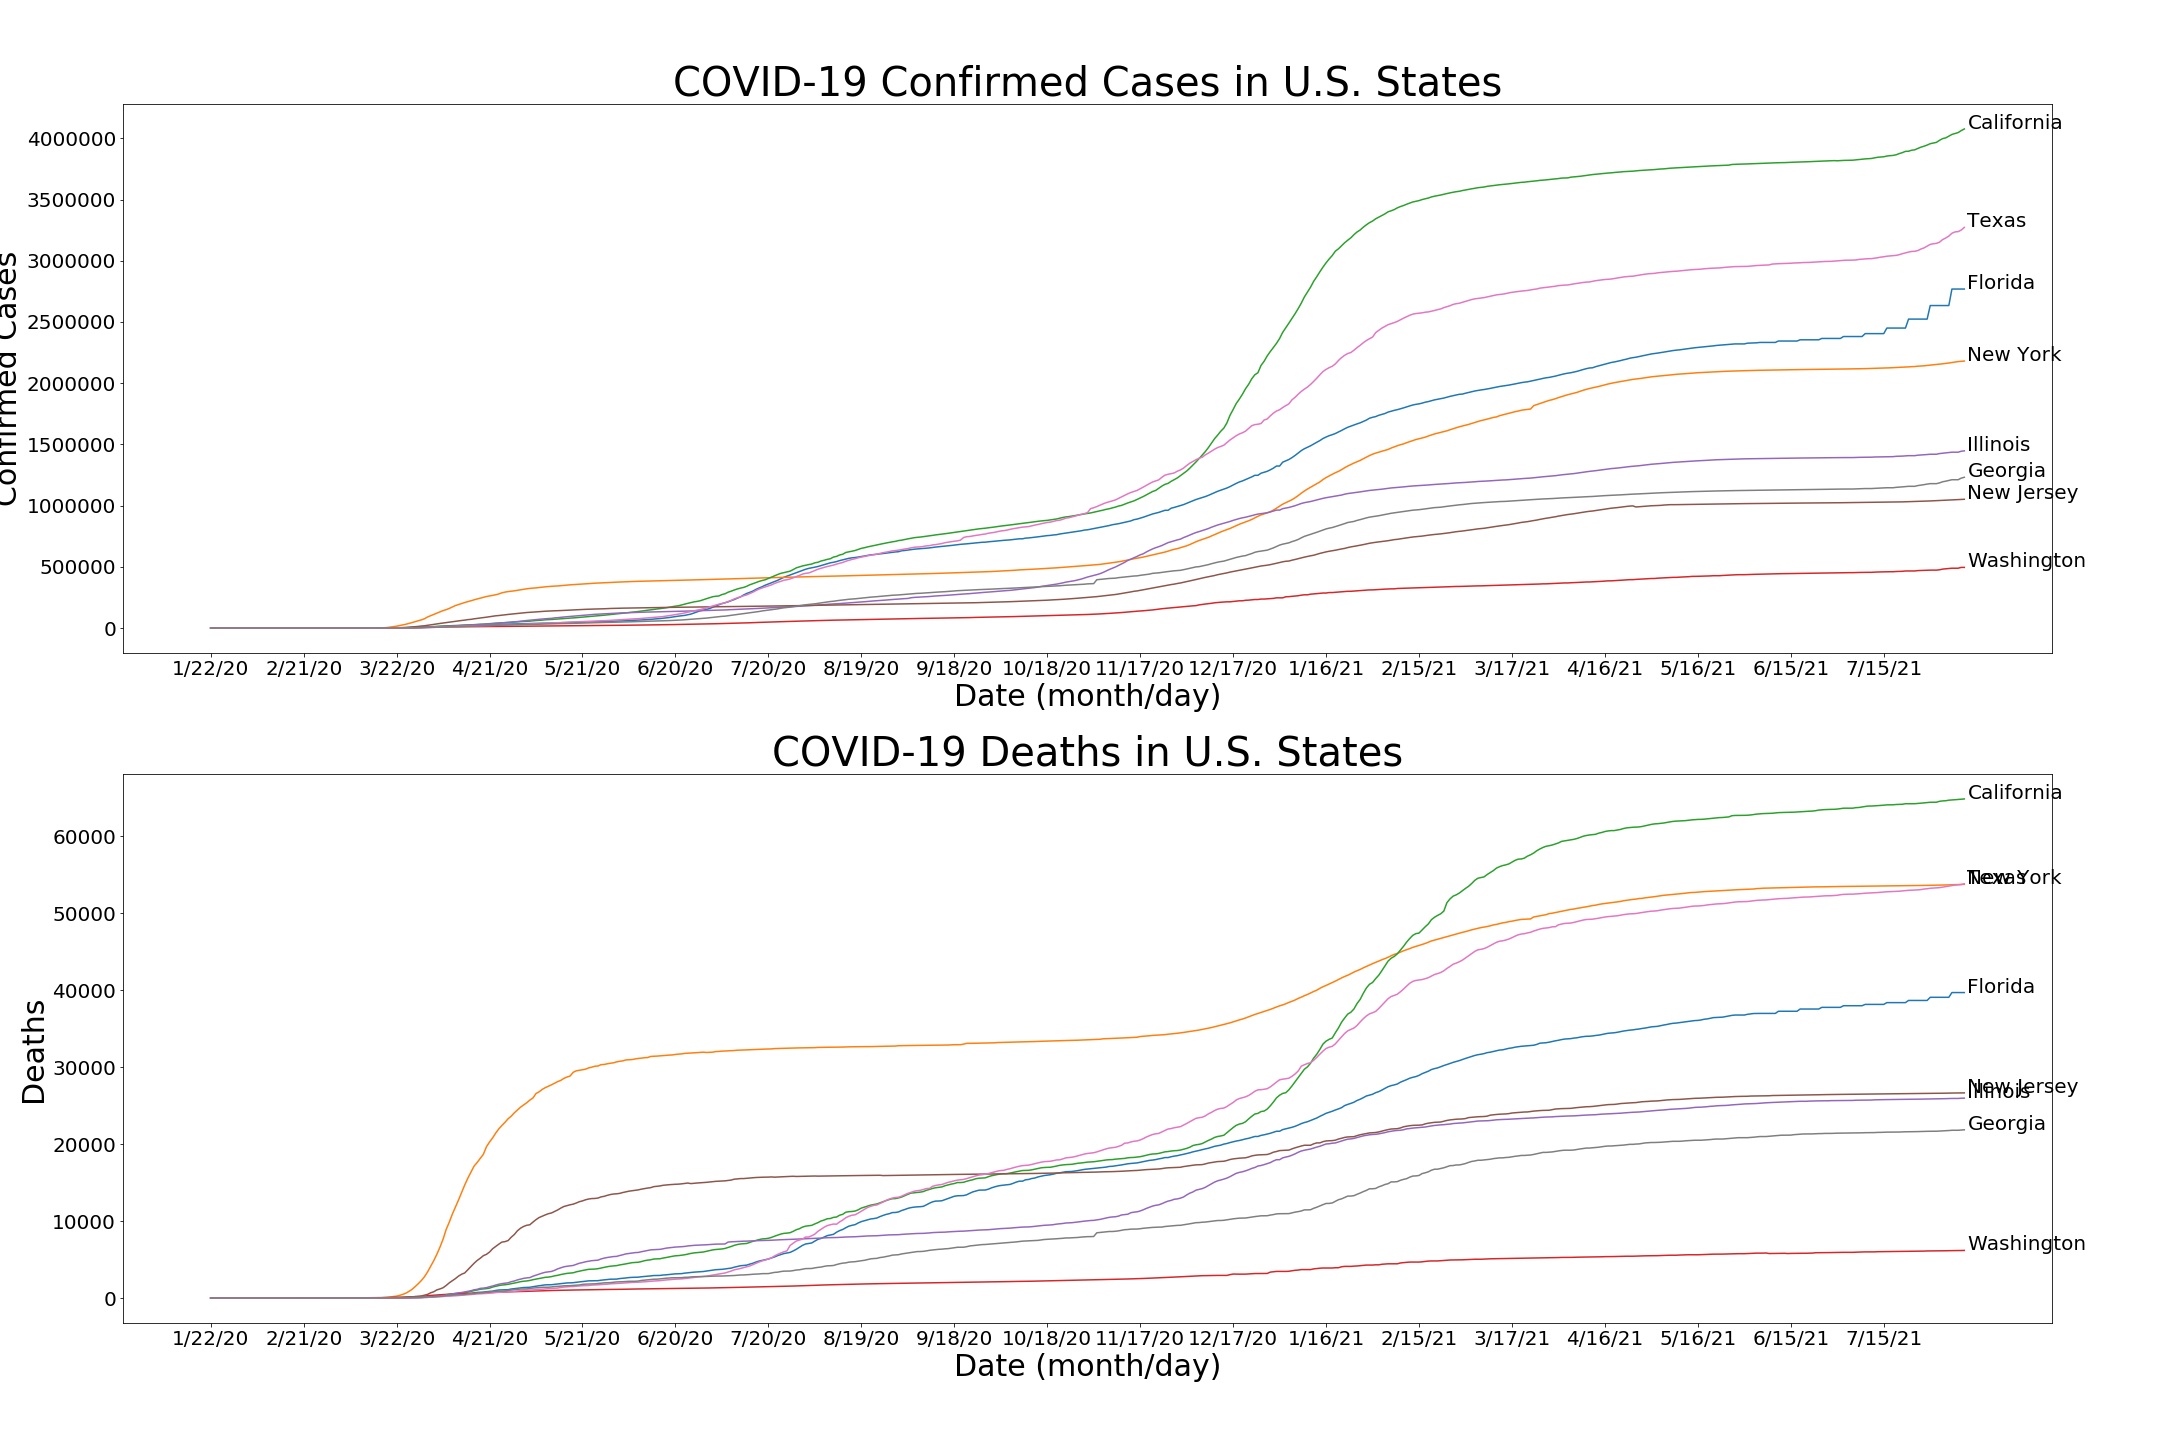 COVID-19 Confirmed Cases in U.S. States
Confirmed Cases
4000000
3500000
3000000
2500000
2000000
1500000
1000000
500000
0
California
Texas
Florida
New York
Illinois
Georgia
New Jersey
Washington
1/22/20 2/21/20 3/22/20 4/21/20 5/21/20 6/20/20 7/20/20 8/19/20 9/18/20 10/18/20 11/17/20 12/17/20 1/16/21 2/15/21 3/17/21 4/16/21 5/16/21 6/15/21 7/15/21
Date (month/day)
COVID-19 Deaths in U.S. States
Deaths
60000
50000
40000
30000
20000
10000
0
California
Texas
New York
Florida
New Jersey
Illinois
Georgia
Washington
1/22/20 2/21/20 3/22/20 4/21/20 5/21/20 6/20/20 7/20/20 8/19/20 9/18/20 10/18/20 11/17/20 12/17/20 1/16/21 2/15/21 3/17/21 4/16/21 5/16/21 6/15/21 7/15/21
Date (month/day)